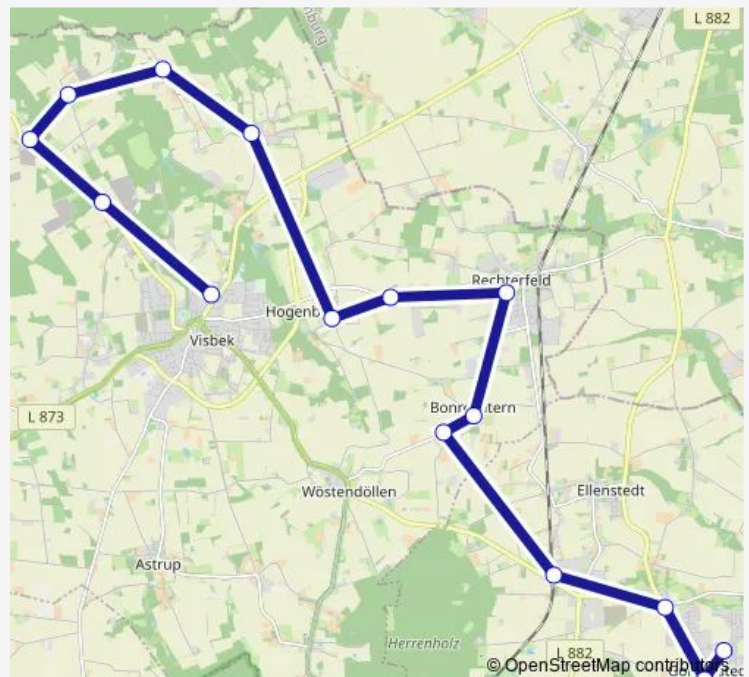 L 882
Rechterfeld
Visbek
L 873
Wöstendöllen
Ellenstedt
Astrup
Herrenholz
L 882
© OpenStreetMap contributors